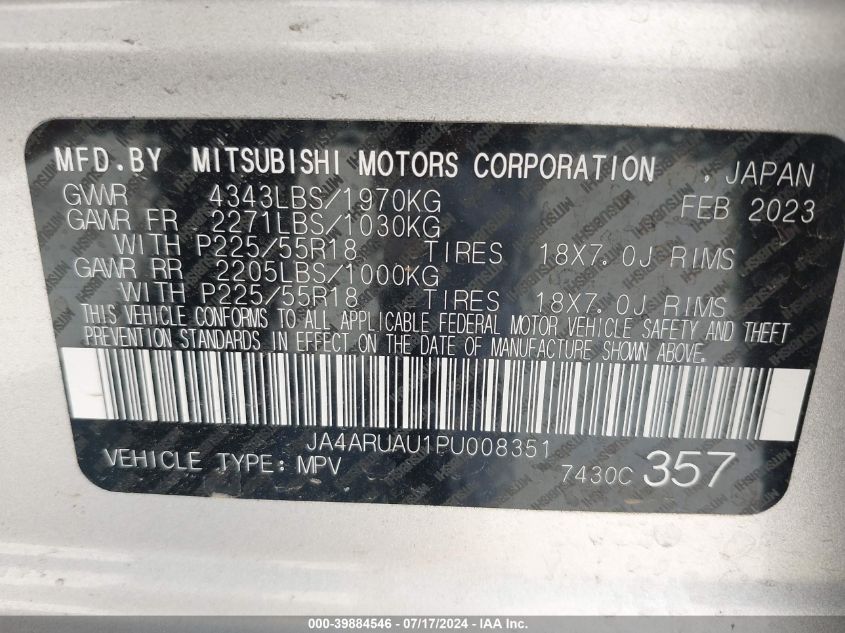 MFD.BY MITSUBISHI MOTORS CORPORATION , JAPAN
GVWR 4343LBS/1970KG FEB 2023
GAWR FR 2271LBS/1030KG
WITH P225/55R18 TIRES 18X7.0J RIMS
GAWR RR 2205LBS/1000KG
WITH P225/55R18 TIRES 18X7.0J RIMS
THIS VEHICLE CONFORMS TO ALL APPLICABLE FEDERAL MOTOR VEHICLE SAFETY AND THEFT
PREVENTION STANDARDS IN EFFECT ON THE DATE OF MANUFACTURE SHOWN ABOVE.
JA4ARUAU1PU008351
VEHICLE TYPE: MPV 7430C 357
000-39884546 - 07/17/2024 - IAA Inc.